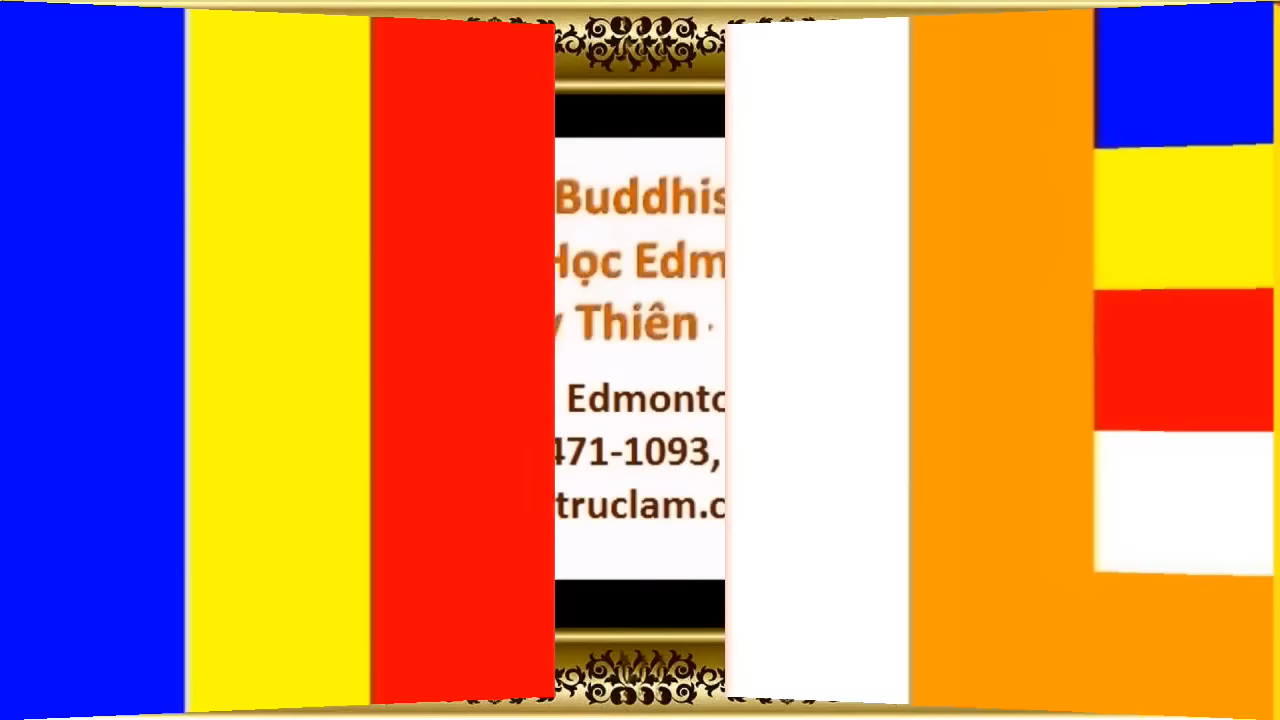 Buddhis
Học Edm
Thiên -
Edmonto
471-1093,
truclam.c